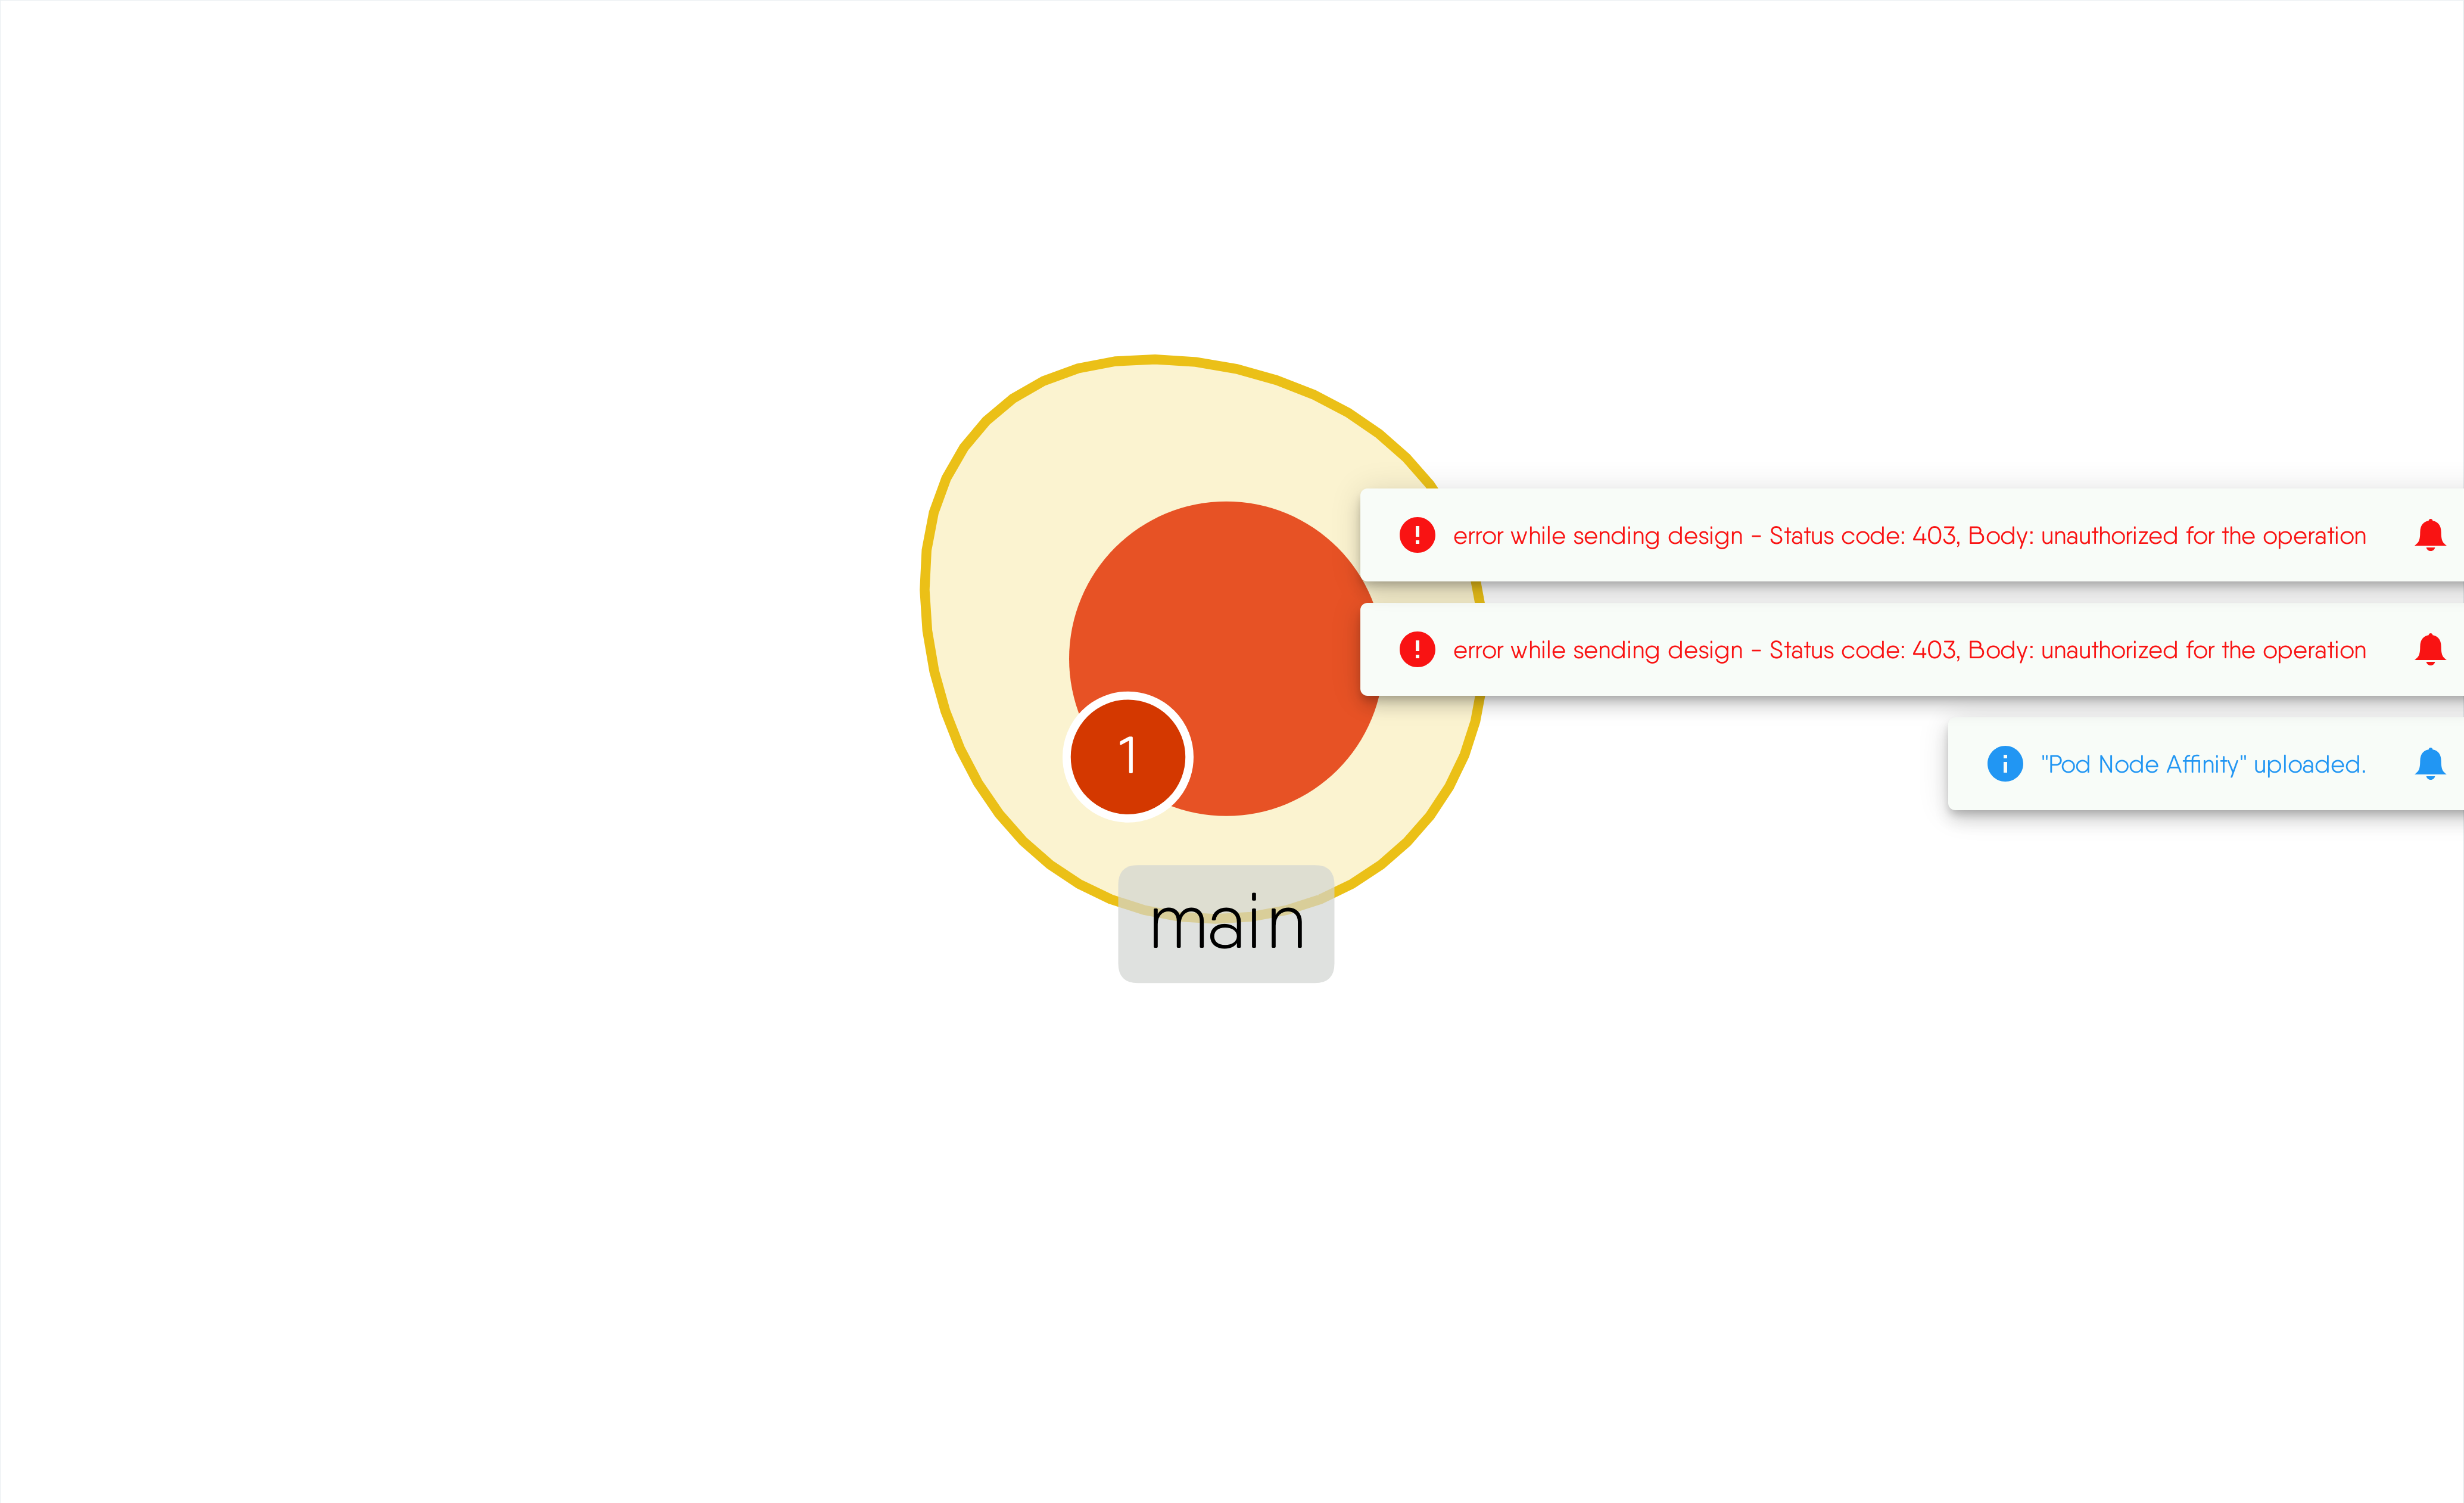 error while sending design - Status code: 403, Body: unauthorized for the operation
error while sending design - Status code: 403, Body: unauthorized for the operation
1
"Pod Node Affinity" uploaded.
main